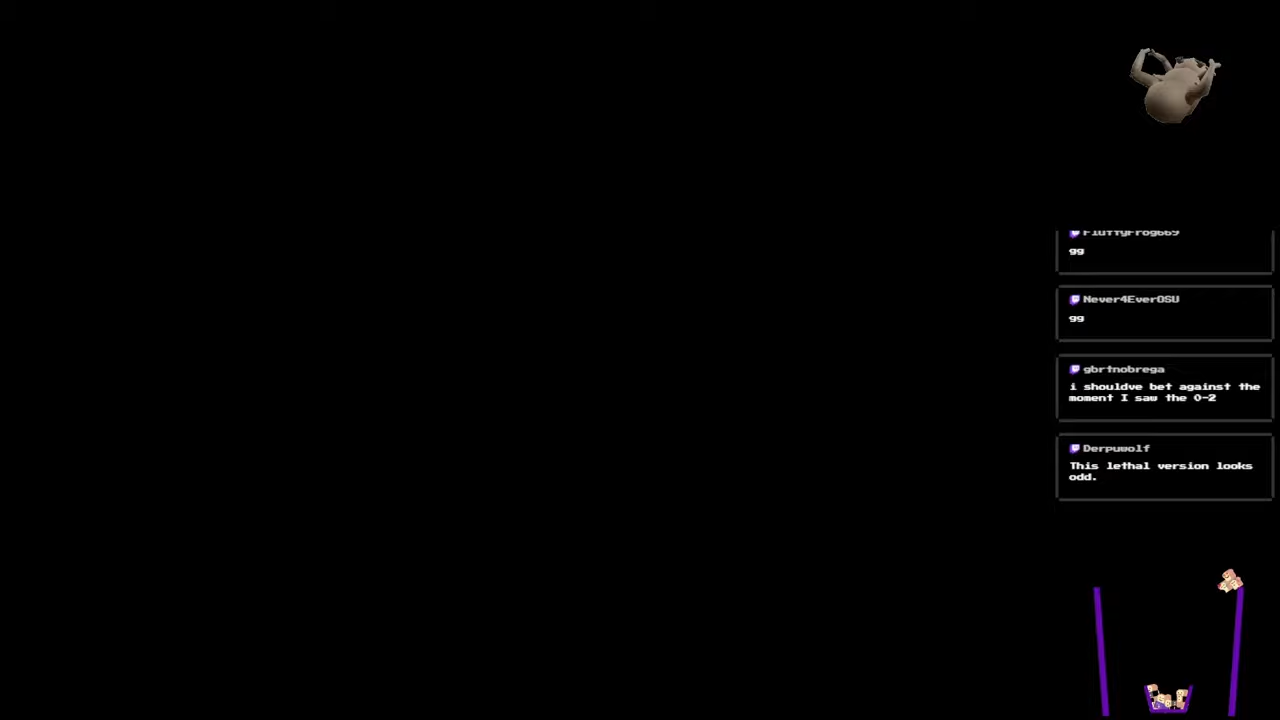 FluffyFrog669
gg
Never4EverOSU
gg
gbrtnobrega
i shouldve bet against the
moment I saw the 0-2
Derpuwolf
This lethal version looks
odd.